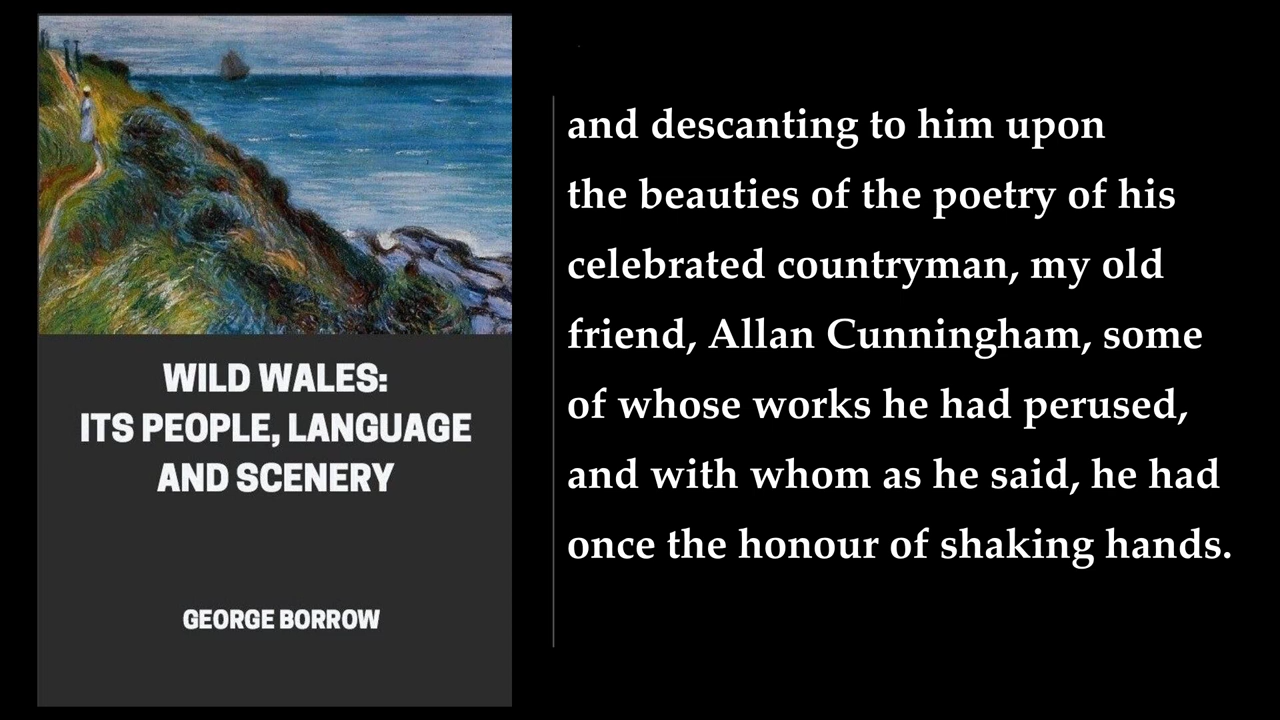 WILD WALES:
ITS PEOPLE, LANGUAGE
AND SCENERY
GEORGE BORROW
and descanting to him upon
the beauties of the poetry of his
celebrated countryman, my old
friend, Allan Cunningham, some
of whose works he had perused,
and with whom as he said, he had
once the honour of shaking hands.